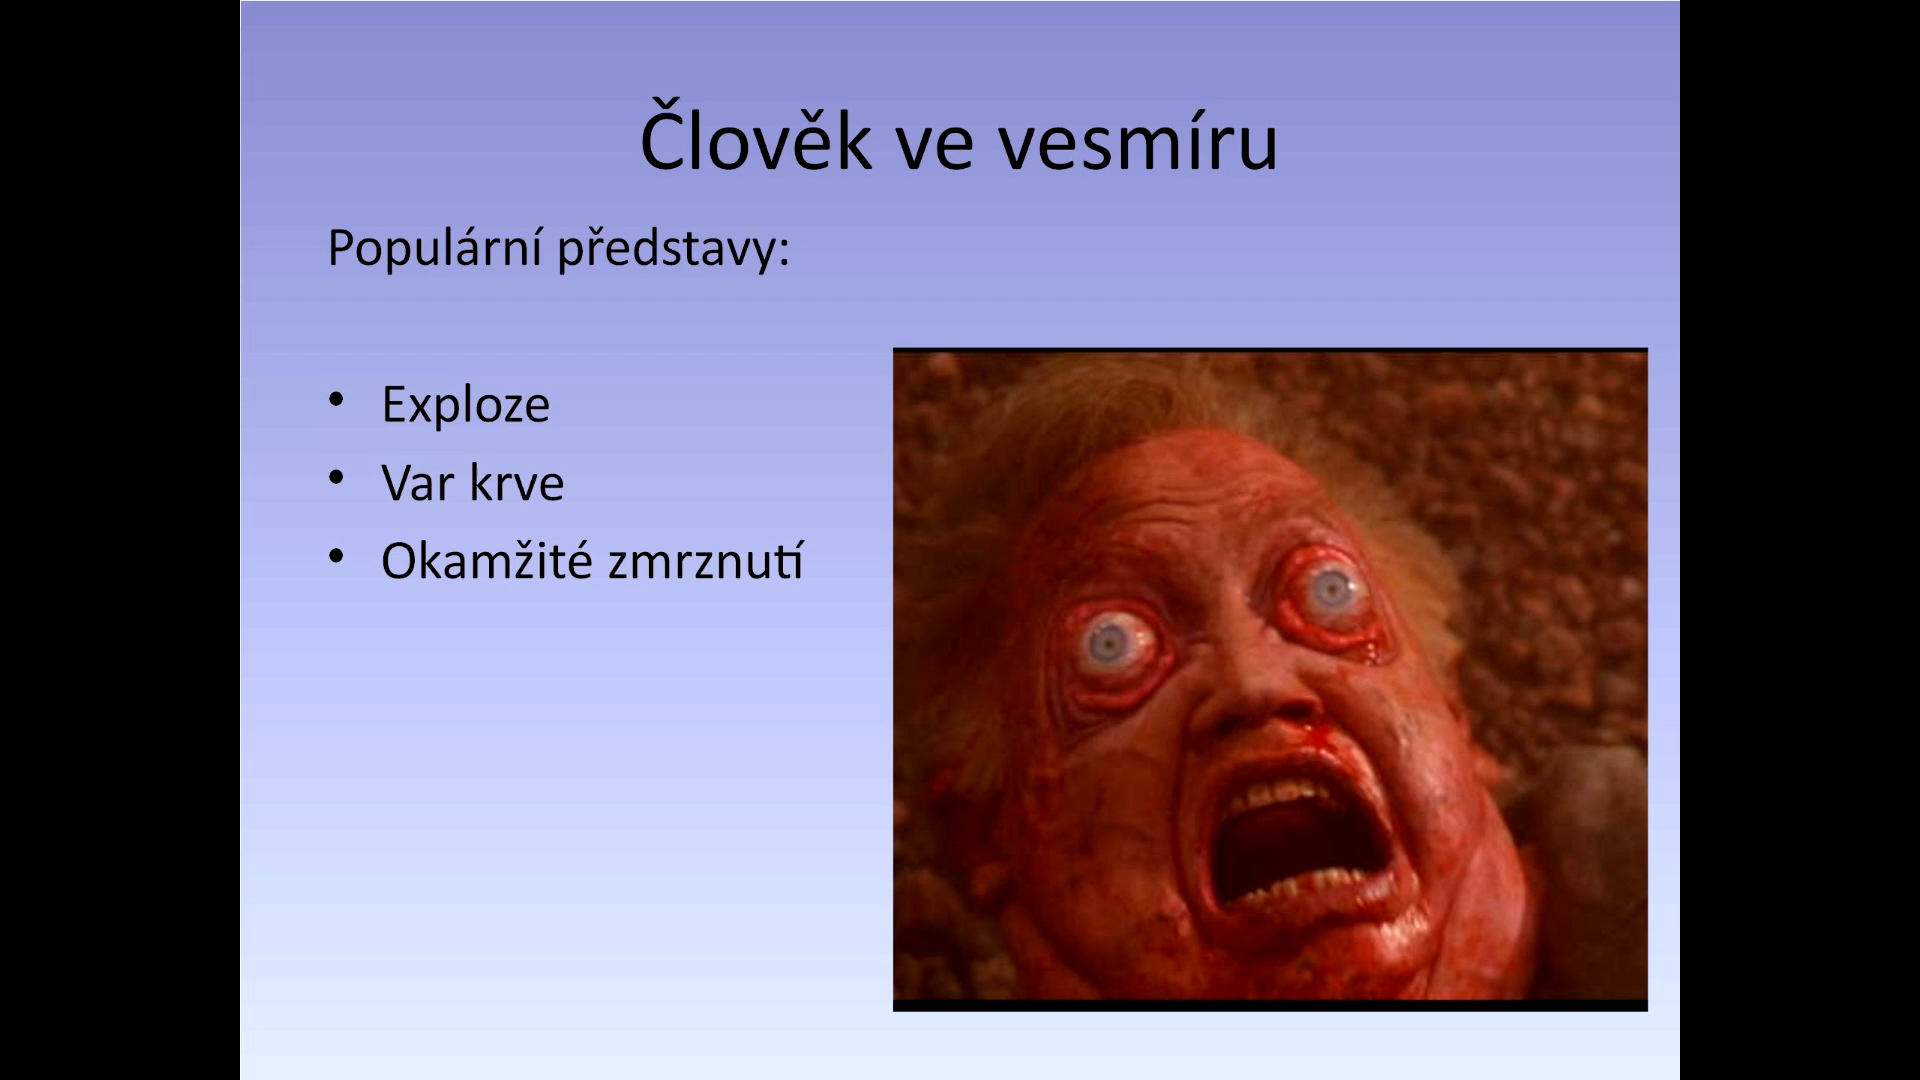 Člověk ve vesmíru
Populární představy:
• Exploze
• Var krve
• Okamžité zmrznutí